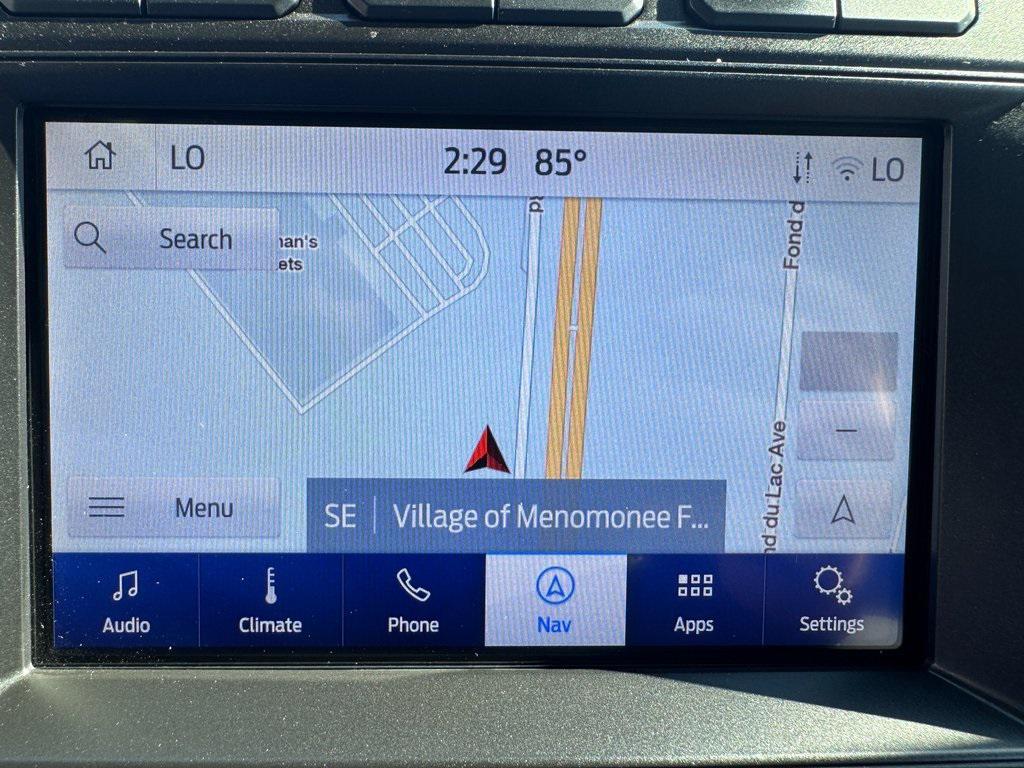 LO 2:29 85° LO
Search
nan's
ets
Fond d
nd du Lac Ave
Menu
SE Village of Menomonee F...
Audio Climate Phone Nav Apps Settings